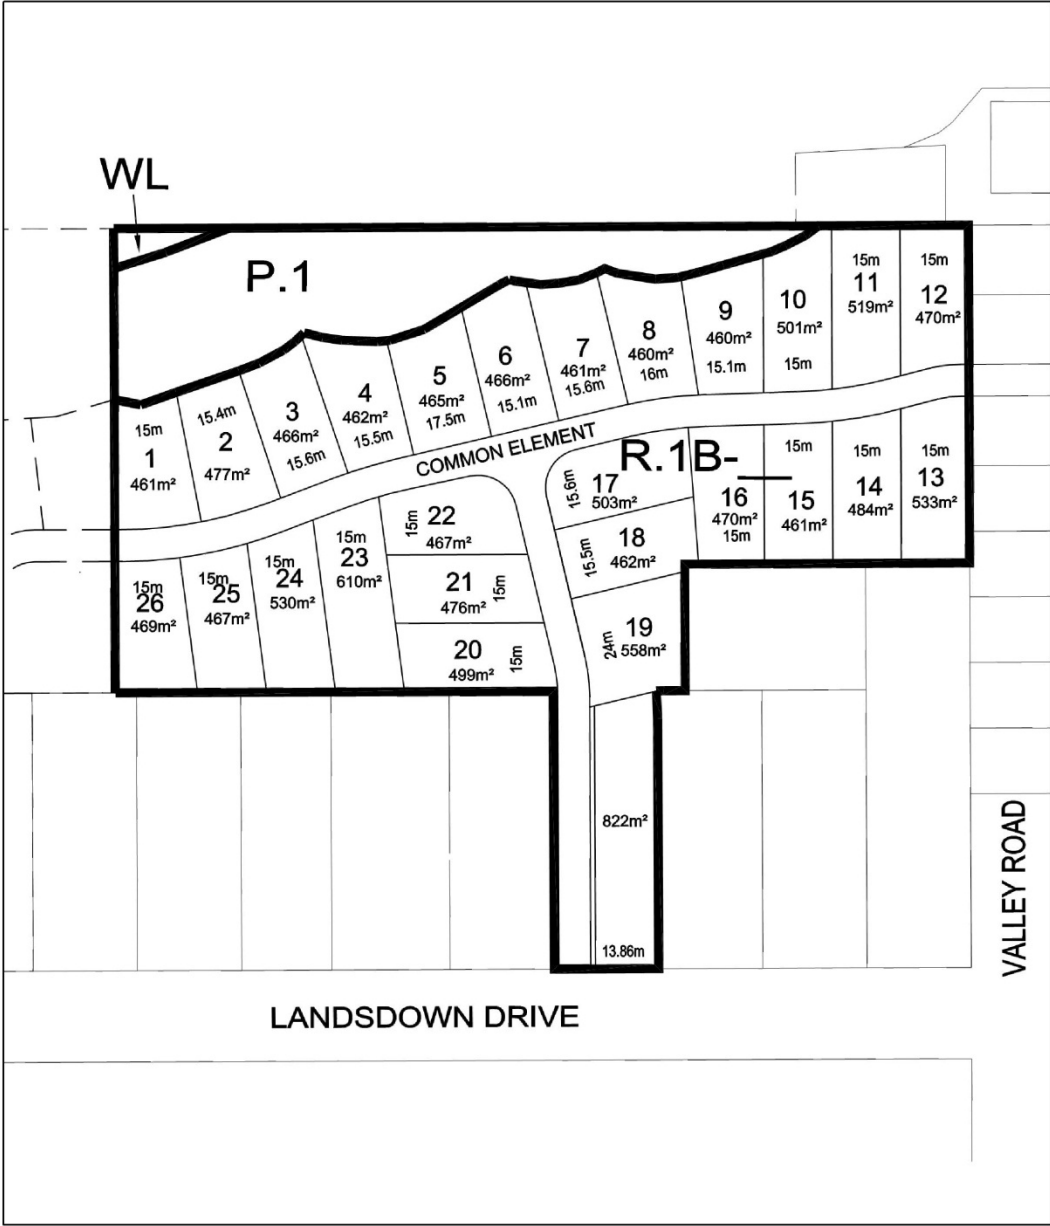 WL
P.1
15m
1
461m²
15.4m
2
477m²
3
466m²
15.6m
4
462m²
15.5m
5
465m²
17.5m
6
466m²
15.1m
7
461m²
15.6m
8
460m²
16m
9
460m²
15.1m
10
501m²
15m
15m
11
519m²
15m
12
470m²
COMMON ELEMENT
R.1B-
15m
13
533m²
15m
14
484m²
15m
15
461m²
16
470m²
15m
15.6m
17
503m²
15.5m
18
462m²
24m
19
558m²
20
499m²
15m
21
476m²
15m
15m
22
467m²
15m
23
610m²
15m
24
530m²
15m
25
467m²
15m
26
469m²
822m²
13.86m
LANDSDOWN DRIVE
VALLEY ROAD